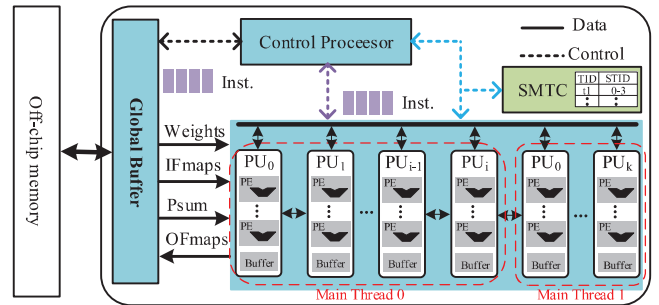 Off-chip memory
Global Buffer
Control Proceesor
Data
Control
Inst.
Inst.
SMTC
TID STID
t1 0-3
Weights
IFmaps
Psum
OFmaps
PU0 PU1 PUi-1 PUi PU0 PUk
PE PE PE PE PE PE
PE PE PE PE PE PE
Buffer Buffer Buffer Buffer Buffer Buffer
Main Thread 0 Main Thread 1